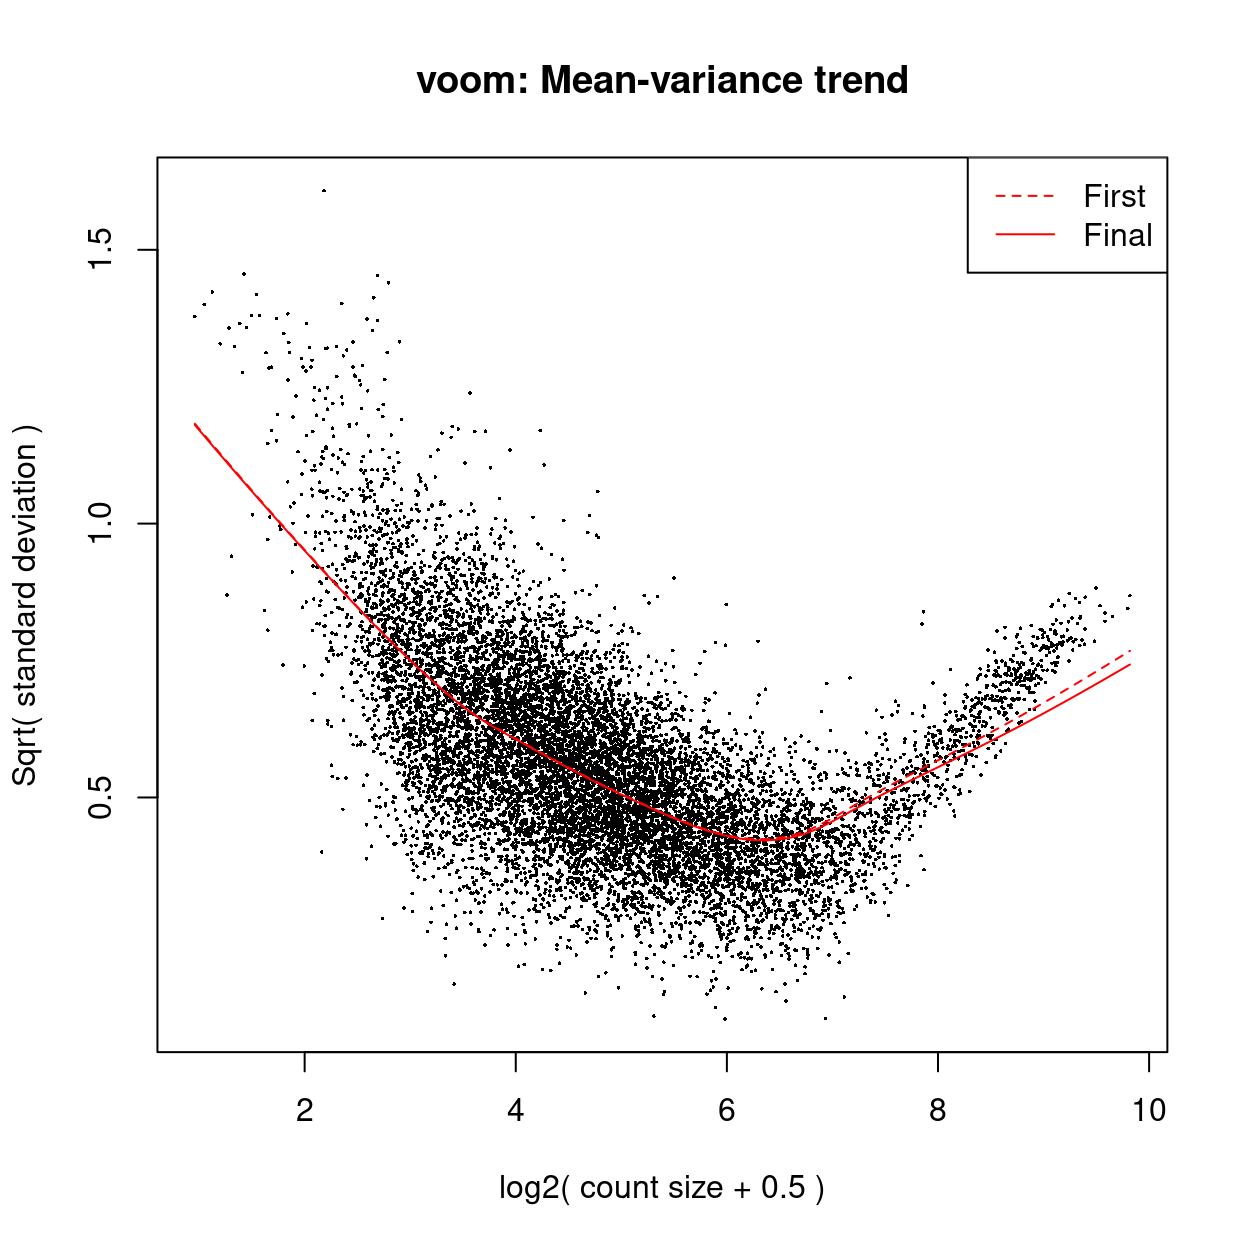 voom: Mean-variance trend
First
Final
Sqrt( standard deviation )
1.5
1.0
0.5
2 4 6 8 10
log2( count size + 0.5 )